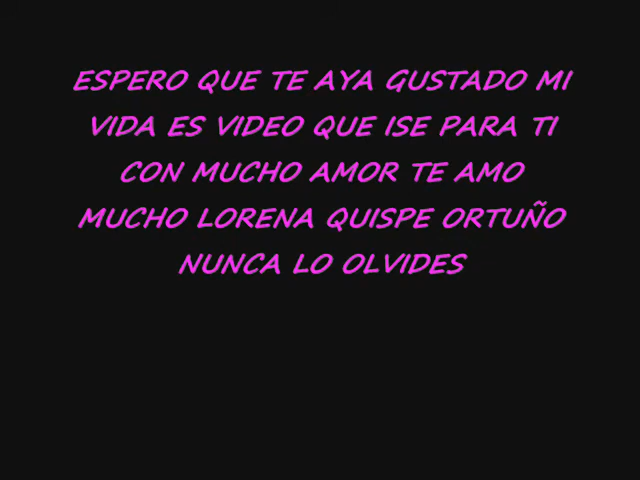 ESPERO QUE TE AYA GUSTADO MI
VIDA ES VIDEO QUE ISE PARA TI
CON MUCHO AMOR TE AMO
MUCHO LORENA QUISPE ORTUÑO
NUNCA LO OLVIDES